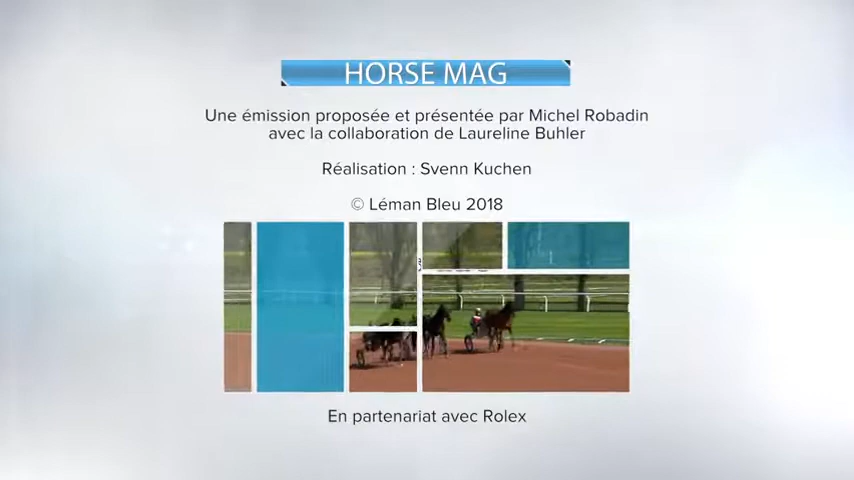 HORSE MAG
Une émission proposée et présentée par Michel Robadin
avec la collaboration de Laureline Buhler
Réalisation : Svenn Kuchen
© Léman Bleu 2018
En partenariat avec Rolex